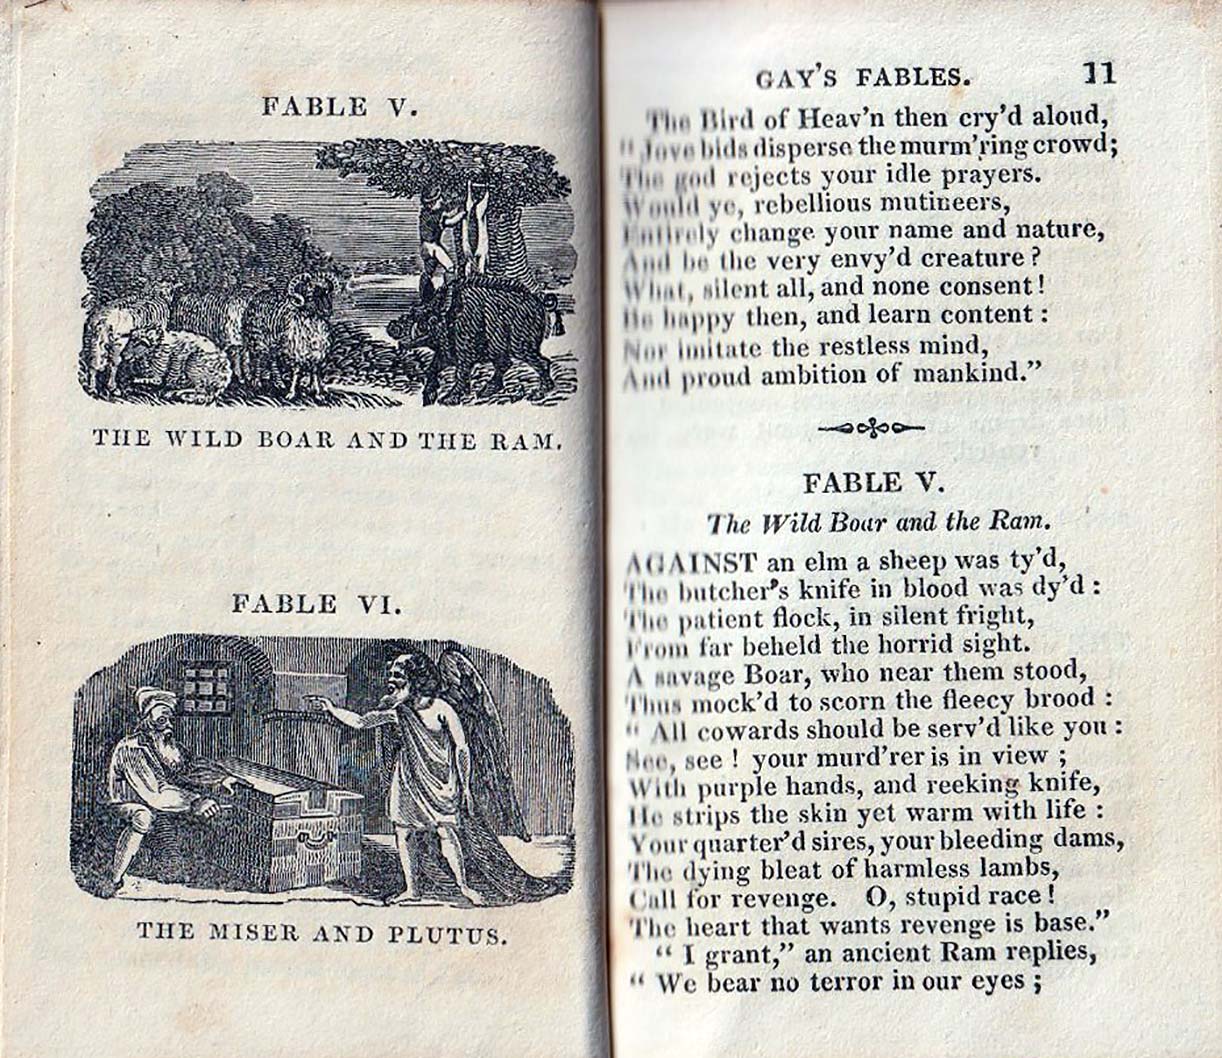 FABLE V.
THE WILD BOAR AND THE RAM.
FABLE VI.
THE MISER AND PLUTUS.
GAY'S FABLES. 11
The Bird of Heav'n then cry'd aloud,
"Jove bids disperse the murm'ring crowd;
The god rejects your idle prayers.
Would ye, rebellious mutineers,
Entirely change your name and nature,
And be the very envy'd creature?
What, silent all, and none consent!
Be happy then, and learn content:
Nor imitate the restless mind,
And proud ambition of mankind."
FABLE V.
The Wild Boar and the Ram.
AGAINST an elm a sheep was ty'd,
The butcher's knife in blood was dy'd:
The patient flock, in silent fright,
From far beheld the horrid sight.
A savage Boar, who near them stood,
Thus mock'd to scorn the fleecy brood:
"All cowards should be serv'd like you:
See, see! your murd'rer is in view;
With purple hands, and reeking knife,
He strips the skin yet warm with life:
Your quarter'd sires, your bleeding dams,
The dying bleat of harmless lambs,
Call for revenge. O, stupid race!
The heart that wants revenge is base."
"I grant," an ancient Ram replies,
"We bear no terror in our eyes;